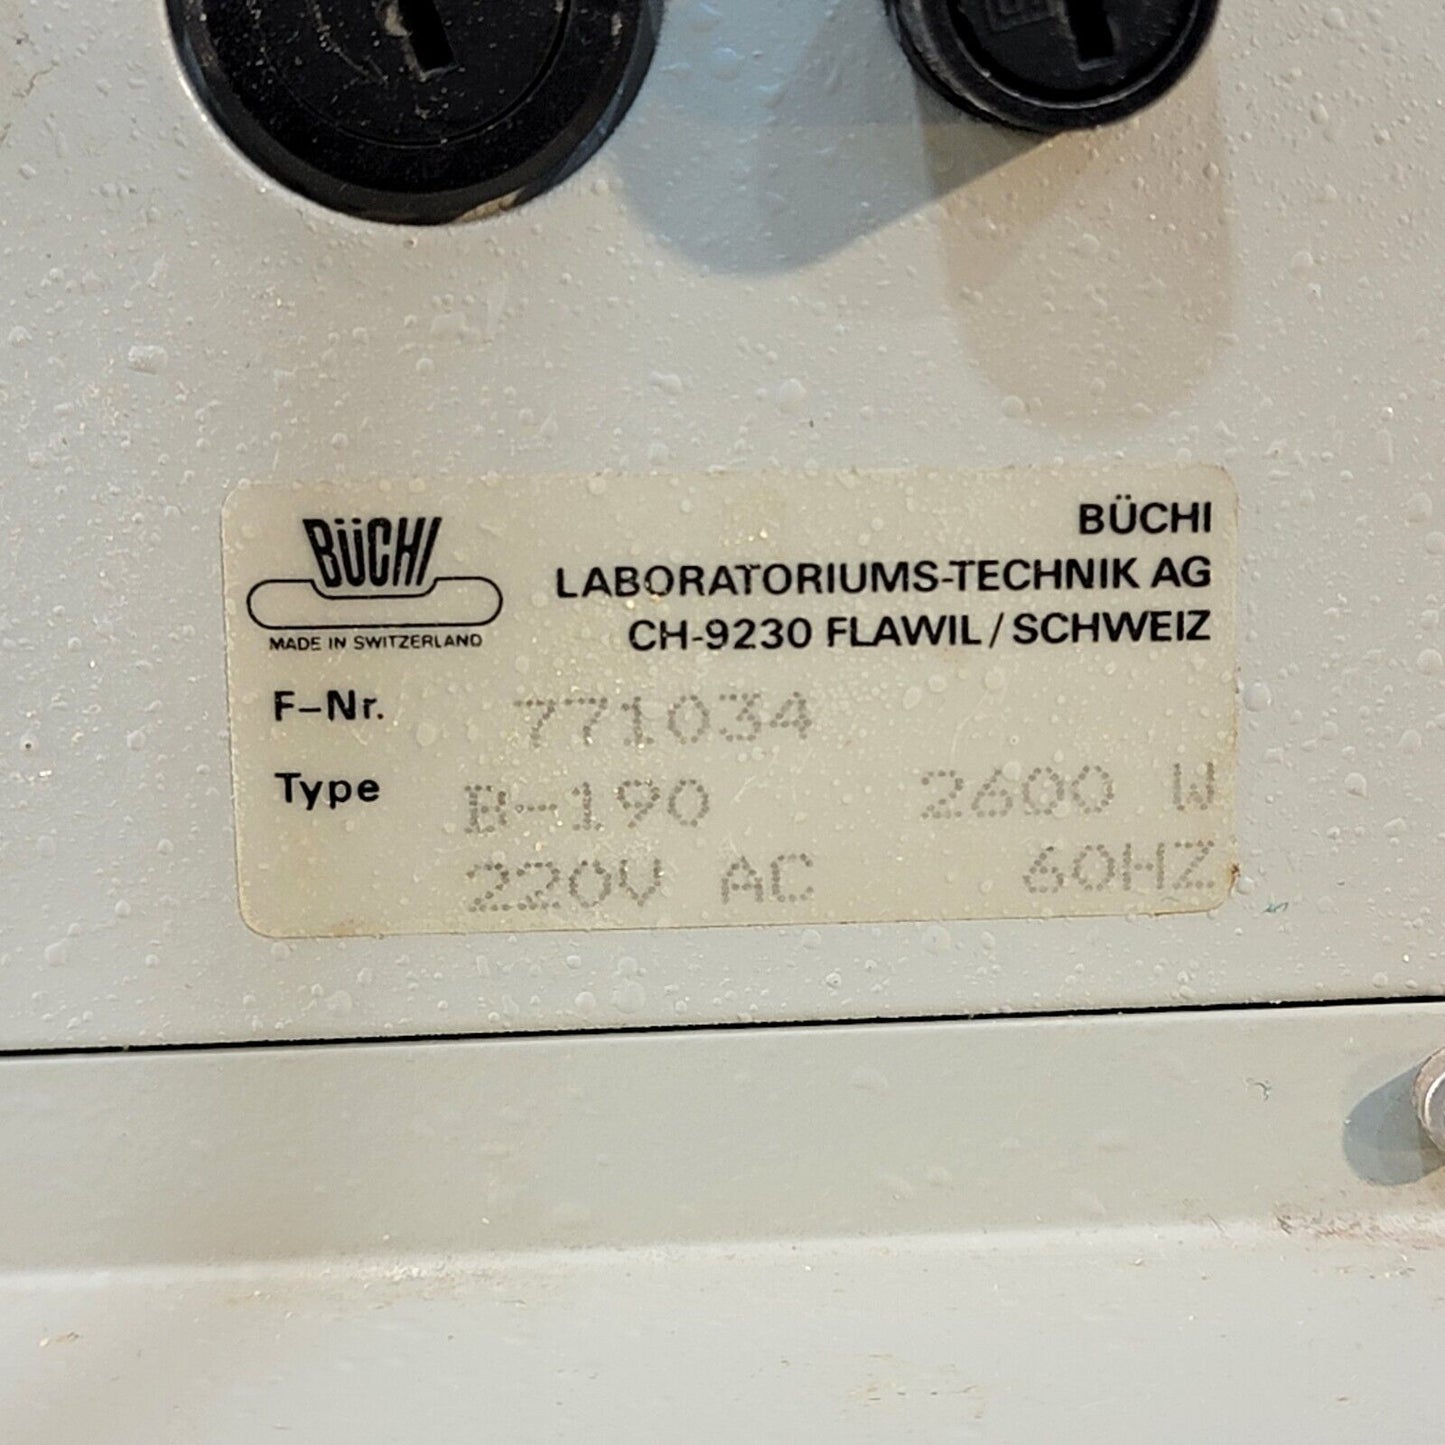 BÜCHI
MADE IN SWITZERLAND
BÜCHI
LABORATORIUMS-TECHNIK AG
CH-9230 FLAWIL / SCHWEIZ
F-Nr. 771034
Type B-190 2600 W
220V AC 60HZ